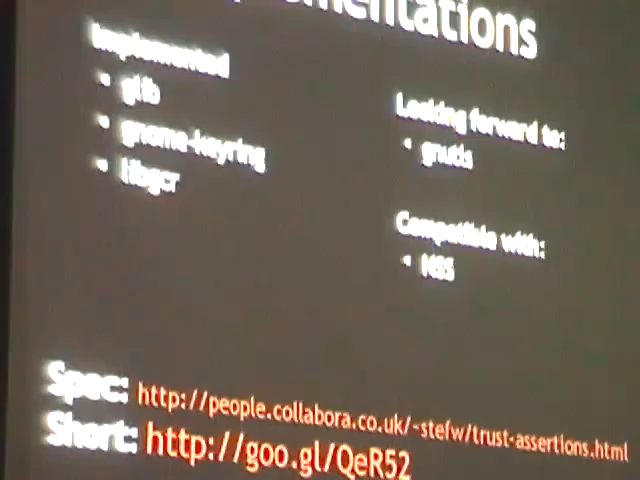 mentations
Implemented
• glib
• gnome-keyring
• libgcr
Looking forward to:
• gnutls
Compatible with:
• NSS
Spec: http://people.collabora.co.uk/~stefw/trust-assertions.html
Short: http://goo.gl/QeR52